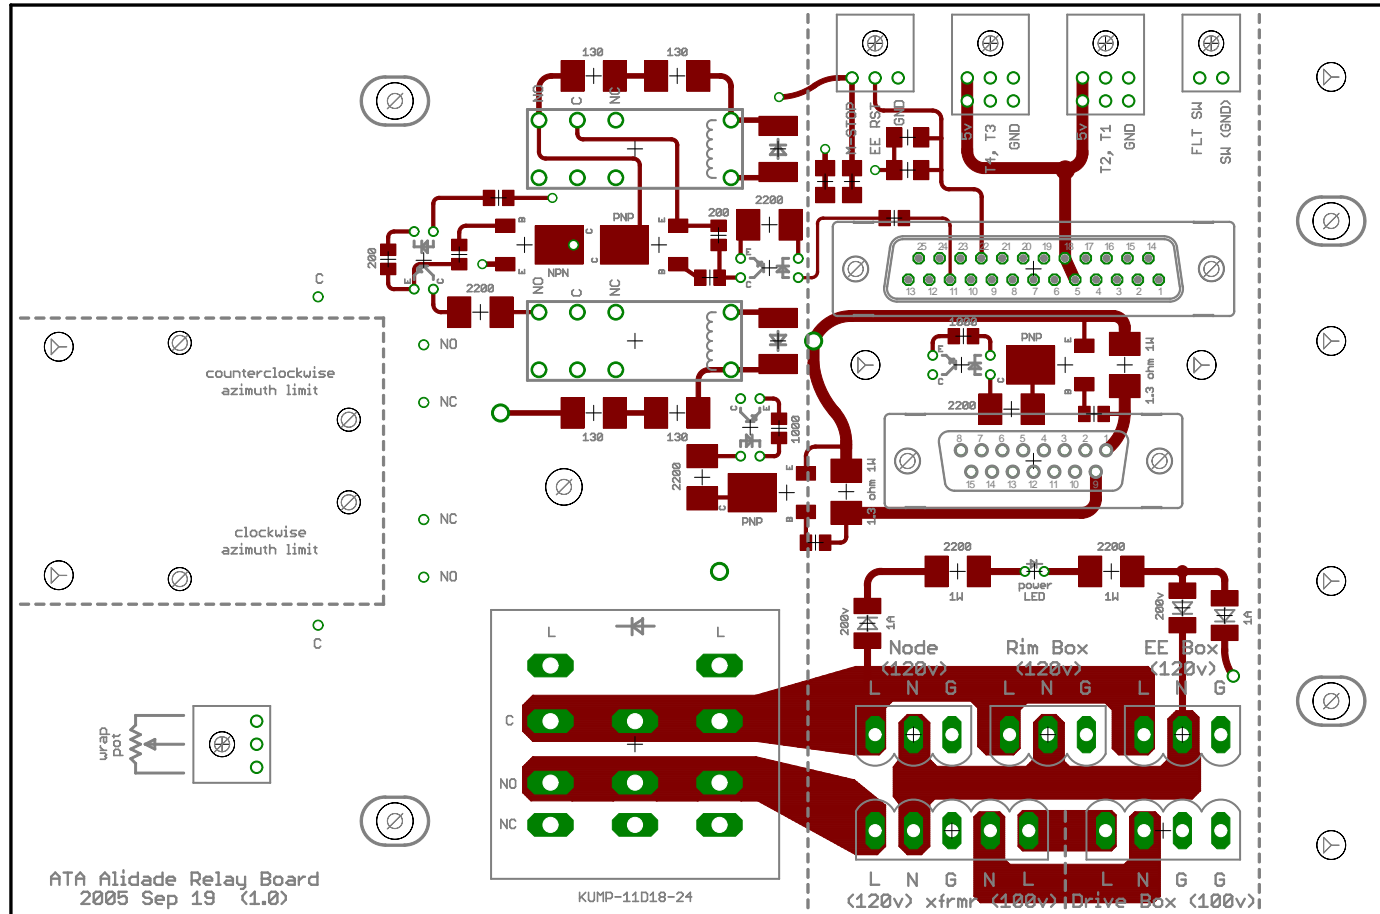 130
130
NO
C
NC
W-STOP
EE RST
GND
5v
T4, T3
GND
5v
T2, T1
GND
FLT SW
SW (GND)
200
B
E
NPN
PNP
C
E
B
200
2200
E
C
E
C
2200
NO
C
NC
25 24 23 22 21 20 19 18 17 16 15 14
13 12 11 10 9 8 7 6 5 4 3 2 1
C
NO
NC
counterclockwise
azimuth limit
clockwise
azimuth limit
NC
NO
C
130
130
1000
E
C
PNP
C
E
B
2200
1.3 ohm 1W
8 7 6 5 4 3 2 1
15 14 13 12 11 10 9
C
E
1000
2200
C
PNP
E
B
1.3 ohm 1W
2200
1W
power
LED
2200
1W
200v
1A
200v
1A
Node
(120v)
Rim Box
(120v)
EE Box
(120v)
L N G
L N G
L N G
L
L
C
NO
NC
KUMP-11D18-24
wrap
pot
L N G N L
L N G G
(120v) xfrmr (100v)
Drive Box (100v)
ATA Alidade Relay Board
2005 Sep 19 (1.0)